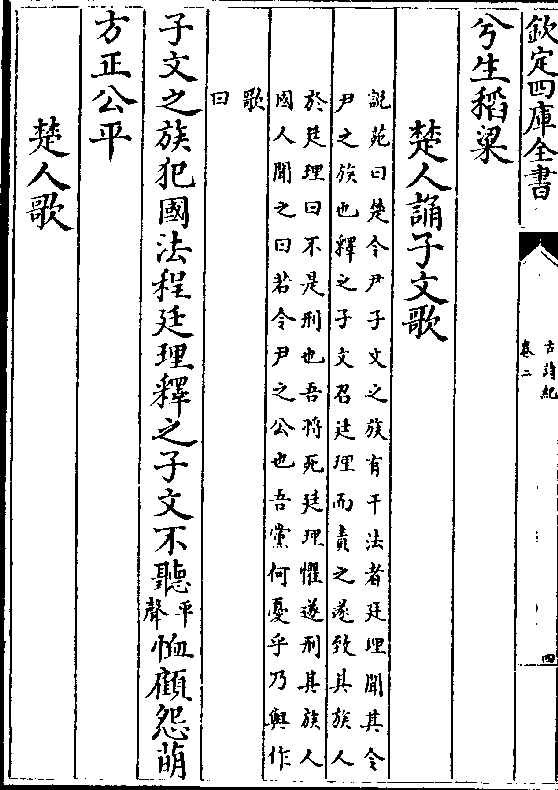 欽定四庫全書
古詩紀
卷二
四
兮生稻粱
楚人誦子文歌
說苑曰楚令尹子文之族有干法者廷理聞其令
尹之族也釋之子文召廷理而責之遂致其族人
於廷理曰不是刑也吾將死廷理懼遂刑其族人
國人聞之曰若令尹之公也吾黨何憂乎乃與作
歌
曰
子文之族犯國法程廷理釋之子文不聽平聲恤顧怨萌
方正公平
楚人歌